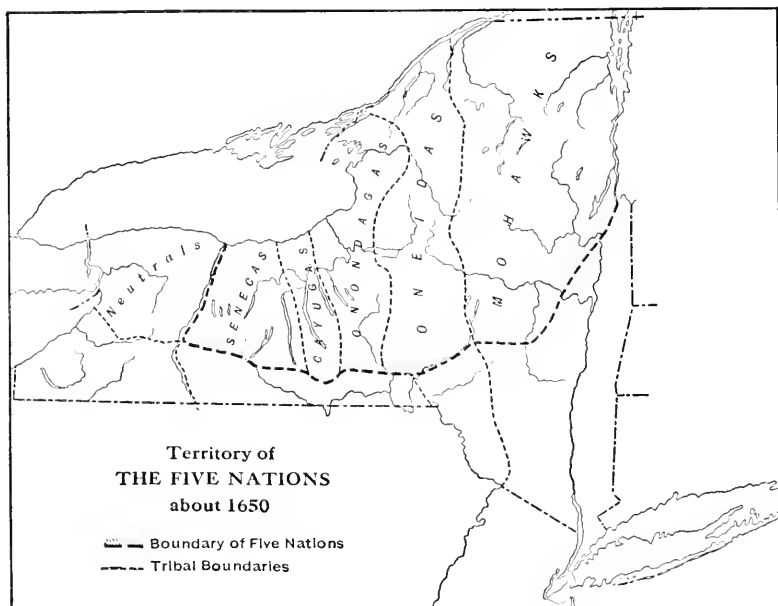 MOHAWKS
ONEIDAS
ONONDAGAS
CAYUGAS
SENECAS
Neutrals
Territory of
THE FIVE NATIONS
about 1650
Boundary of Five Nations
Tribal Boundaries